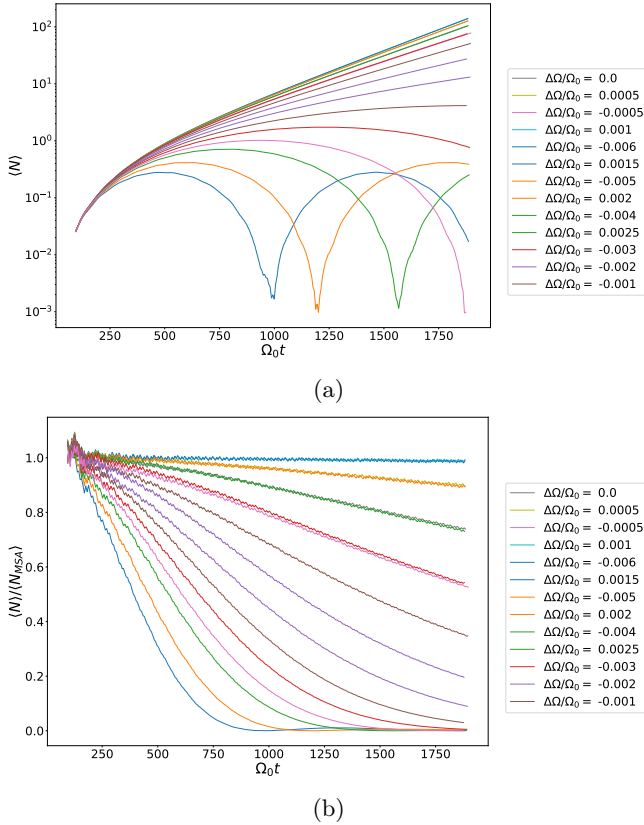 10²
10¹
10⁰
10⁻¹
10⁻²
10⁻³
⟨N⟩
250 500 750 1000 1250 1500 1750
Ω₀t
ΔΩ/Ω₀ = 0.0
ΔΩ/Ω₀ = 0.0005
ΔΩ/Ω₀ = -0.0005
ΔΩ/Ω₀ = 0.001
ΔΩ/Ω₀ = -0.006
ΔΩ/Ω₀ = 0.0015
ΔΩ/Ω₀ = -0.005
ΔΩ/Ω₀ = 0.002
ΔΩ/Ω₀ = -0.004
ΔΩ/Ω₀ = 0.0025
ΔΩ/Ω₀ = -0.003
ΔΩ/Ω₀ = -0.002
ΔΩ/Ω₀ = -0.001
(a)
1.0
0.8
0.6
0.4
0.2
0.0
⟨N⟩/⟨N_MSA⟩
250 500 750 1000 1250 1500 1750
Ω₀t
ΔΩ/Ω₀ = 0.0
ΔΩ/Ω₀ = 0.0005
ΔΩ/Ω₀ = -0.0005
ΔΩ/Ω₀ = 0.001
ΔΩ/Ω₀ = -0.006
ΔΩ/Ω₀ = 0.0015
ΔΩ/Ω₀ = -0.005
ΔΩ/Ω₀ = 0.002
ΔΩ/Ω₀ = -0.004
ΔΩ/Ω₀ = 0.0025
ΔΩ/Ω₀ = -0.003
ΔΩ/Ω₀ = -0.002
ΔΩ/Ω₀ = -0.001
(b)